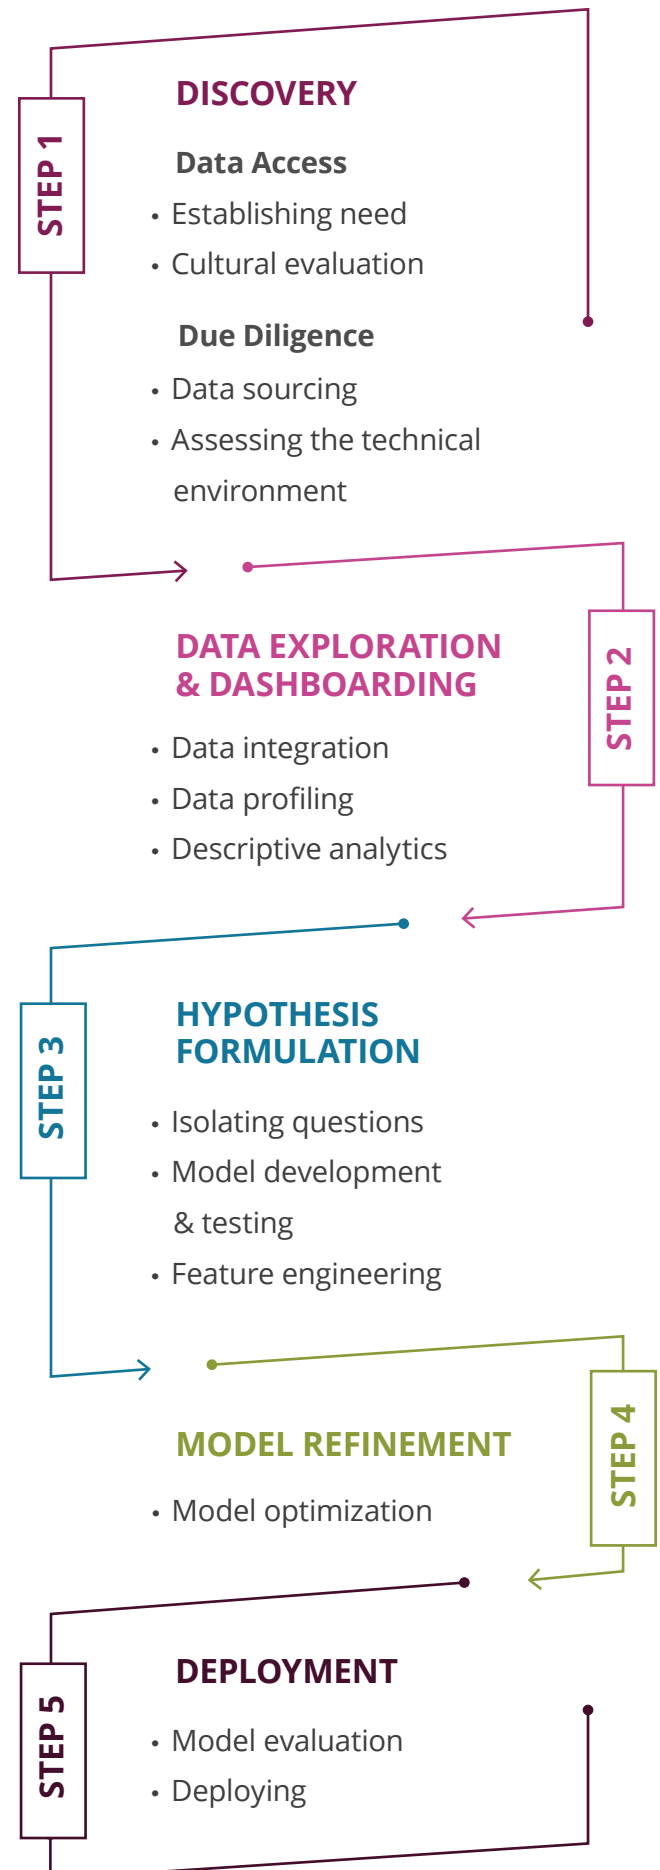 STEP 1
DISCOVERY
Data Access
• Establishing need
• Cultural evaluation
Due Diligence
• Data sourcing
• Assessing the technical
environment
STEP 2
DATA EXPLORATION
& DASHBOARDING
• Data integration
• Data profiling
• Descriptive analytics
STEP 3
HYPOTHESIS
FORMULATION
• Isolating questions
• Model development
& testing
• Feature engineering
STEP 4
MODEL REFINEMENT
• Model optimization
STEP 5
DEPLOYMENT
• Model evaluation
• Deploying